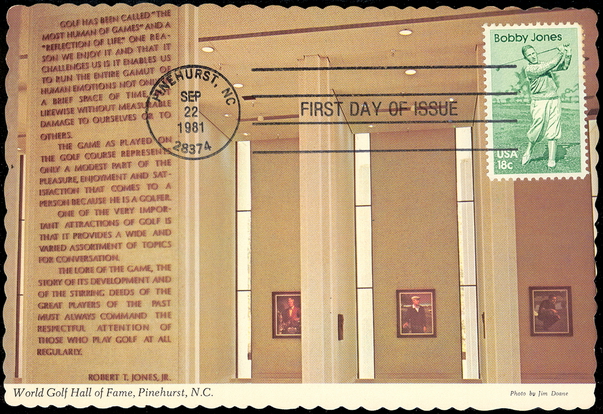 GOLF HAS BEEN CALLED "THE
MOST HUMAN OF GAMES" AND A
"REFLECTION OF LIFE" ONE REA-
SON WE ENJOY IT AND THAT IT
CHALLENGES US IS IT ENABLES US
TO RUN THE ENTIRE GAMUT OF
HUMAN EMOTIONS NOT ONLY IN
A BRIEF SPACE OF TIME BUT
LIKEWISE WITHOUT MEASURABLE
DAMAGE TO OURSELVES OR TO
OTHERS.
THE GAME AS PLAYED ON
THE GOLF COURSE REPRESENTS
ONLY A MODEST PART OF THE
PLEASURE, ENJOYMENT AND SAT-
ISFACTION THAT COMES TO A
PERSON BECAUSE HE IS A GOLFER.
ONE OF THE VERY IMPOR-
TANT ATTRACTIONS OF GOLF IS
THAT IT PROVIDES A WIDE AND
VARIED ASSORTMENT OF TOPICS
FOR CONVERSATION.
THE LORE OF THE GAME, THE
STORY OF ITS DEVELOPMENT AND
OF THE STIRRING DEEDS OF THE
GREAT PLAYERS OF THE PAST
MUST ALWAYS COMMAND THE
RESPECTFUL ATTENTION OF
THOSE WHO PLAY GOLF AT ALL
REGULARLY.
ROBERT T. JONES, JR.
PINEHURST, NC
SEP
22
1981
28374
FIRST DAY OF ISSUE
Bobby Jones
USA
18c
World Golf Hall of Fame, Pinehurst, N.C.
Photo by Jim Doane